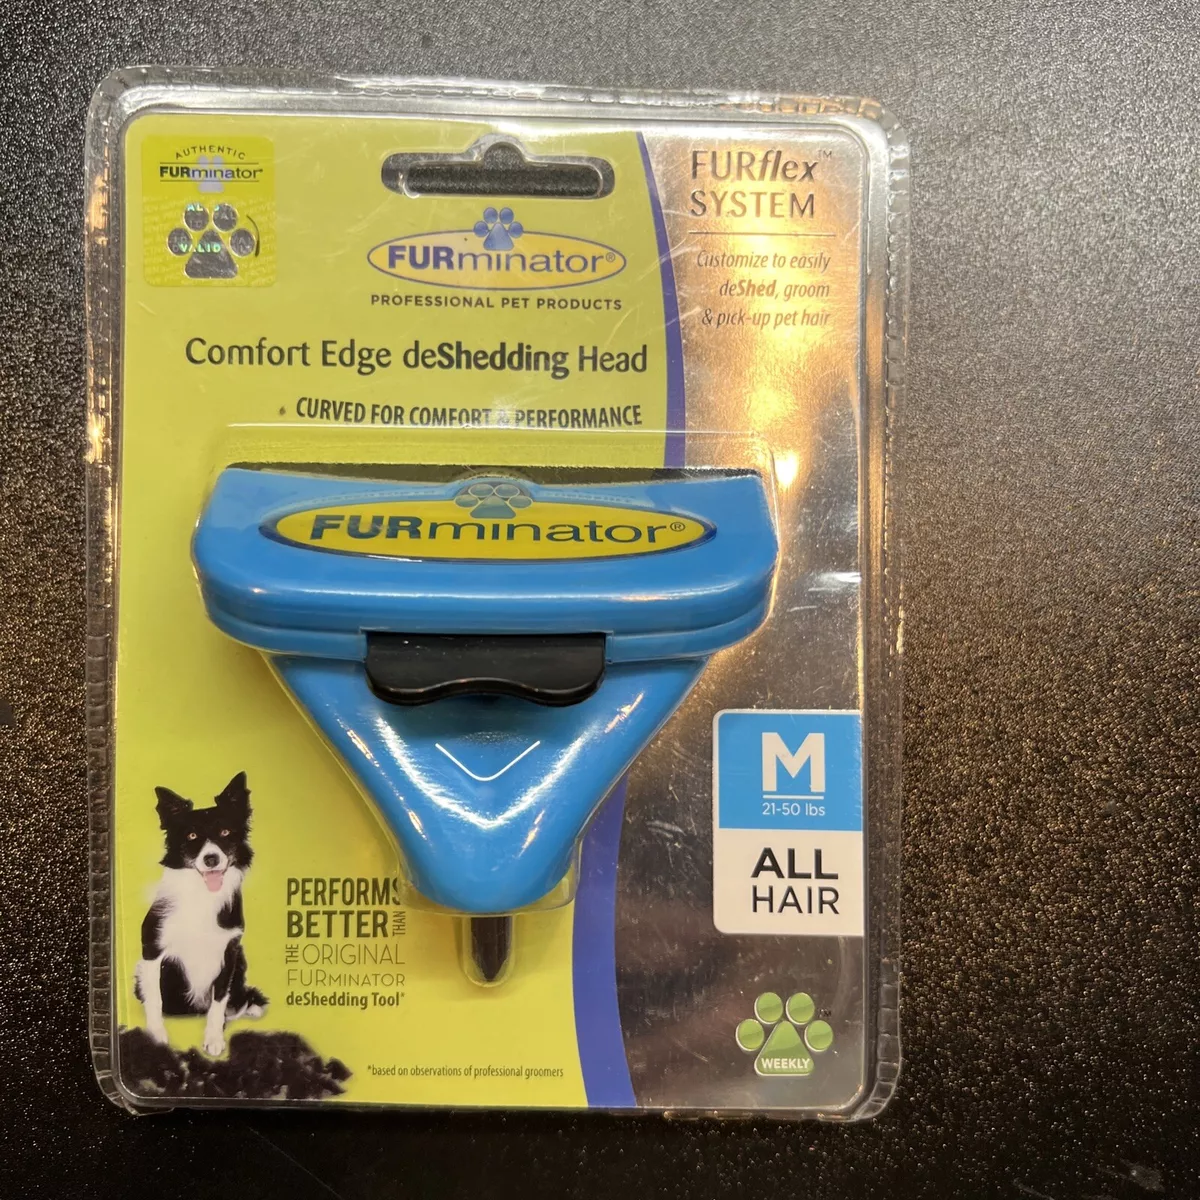 AUTHENTIC
FURminator®
VALID
FURminator®
PROFESSIONAL PET PRODUCTS
Comfort Edge deShedding Head
CURVED FOR COMFORT & PERFORMANCE
FURflex™
SYSTEM
Customize to easily
deShed, groom
& pick-up pet hair
FURminator®
M
21-50 lbs
ALL
HAIR
PERFORMS
BETTER THAN
THE ORIGINAL
FURMINATOR
deShedding Tool*
WEEKLY
*based on observations of professional groomers